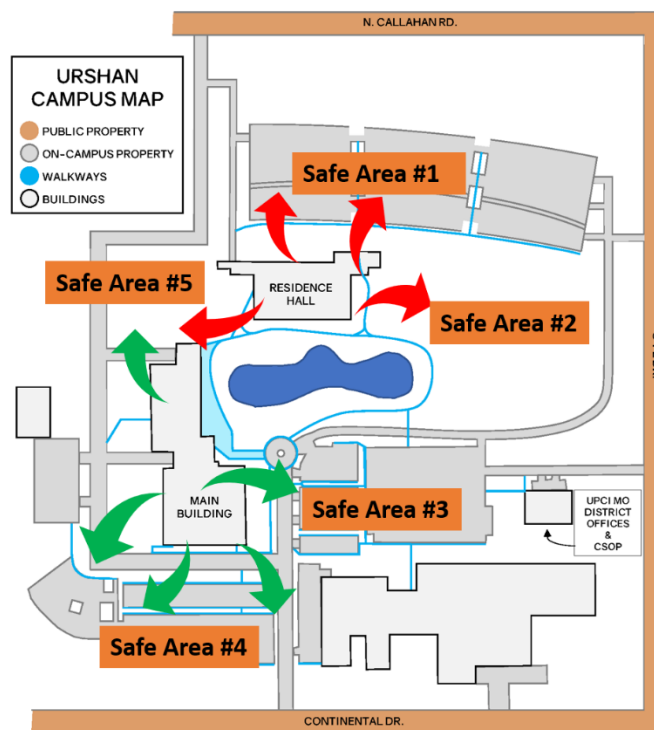 N. CALLAHAN RD.
URSHAN
CAMPUS MAP
PUBLIC PROPERTY
ON-CAMPUS PROPERTY
WALKWAYS
BUILDINGS
Safe Area #1
Safe Area #5
RESIDENCE
HALL
Safe Area #2
MAIN
BUILDING
Safe Area #3
UPCI MO
DISTRICT
OFFICES
&
CSOP
Safe Area #4
CONTINENTAL DR.